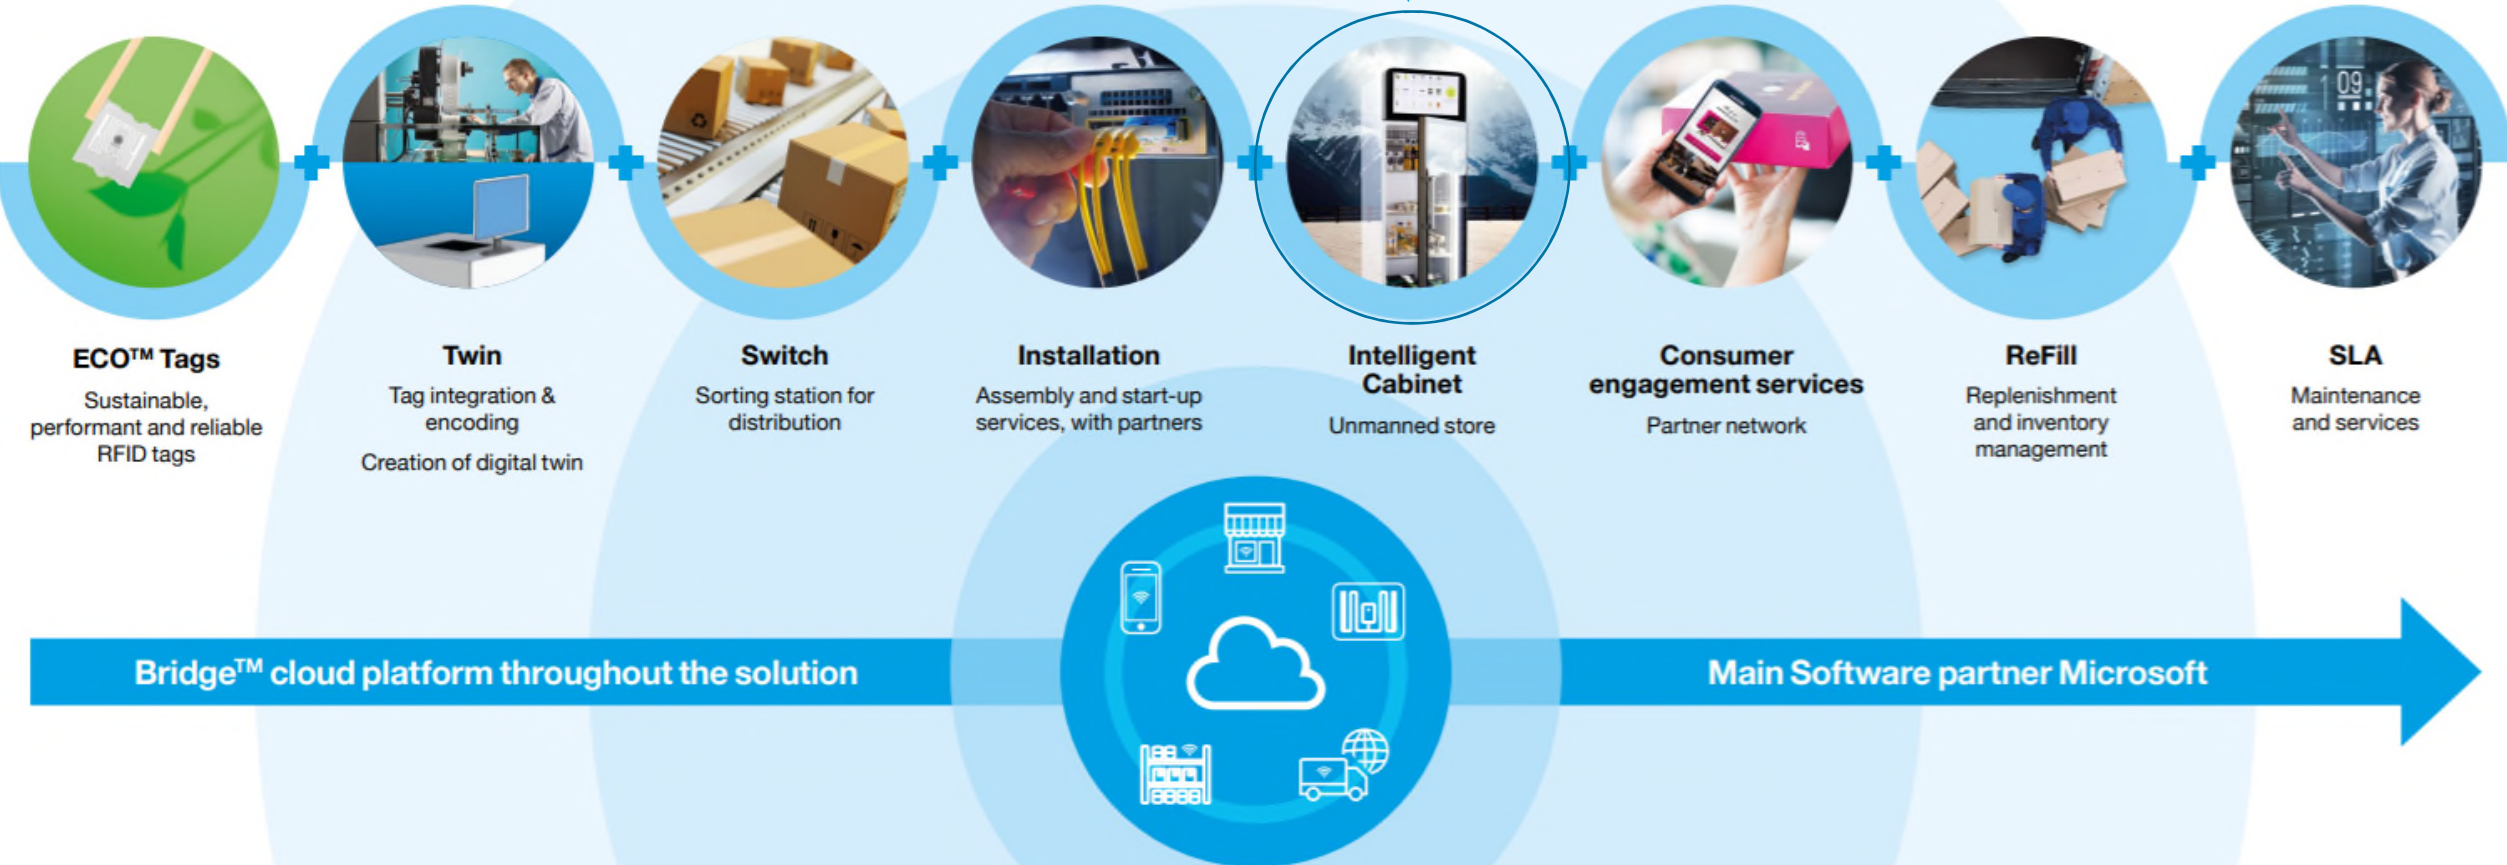 09
ECO™ Tags
Sustainable,
performant and reliable
RFID tags
Twin
Tag integration &
encoding
Creation of digital twin
Switch
Sorting station for
distribution
Installation
Assembly and start-up
services, with partners
Intelligent
Cabinet
Unmanned store
Consumer
engagement services
Partner network
ReFill
Replenishment
and inventory
management
SLA
Maintenance
and services
Bridge™ cloud platform throughout the solution
Main Software partner Microsoft